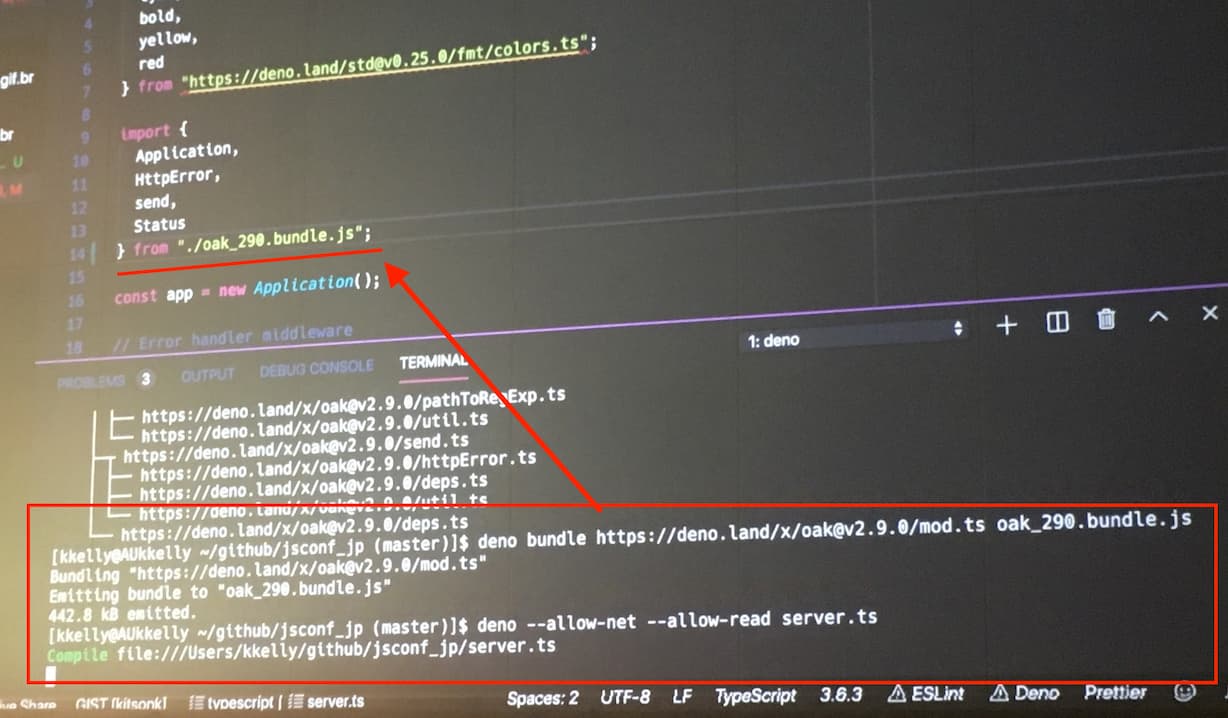 gif.br
br
U
M
3
4 bold,
5 yellow,
6 red
7 } from "https://deno.land/std@v0.25.0/fmt/colors.ts";
8
9 import {
10 Application,
11 HttpError,
12 send,
13 Status
14 } from "./oak_290.bundle.js";
15
16 const app = new Application();
17
18 // Error handler middleware
PROBLEMS 3 OUTPUT DEBUG CONSOLE TERMINAL 1: deno
https://deno.land/x/oak@v2.9.0/pathToRegExp.ts
https://deno.land/x/oak@v2.9.0/util.ts
https://deno.land/x/oak@v2.9.0/send.ts
https://deno.land/x/oak@v2.9.0/httpError.ts
https://deno.land/x/oak@v2.9.0/deps.ts
https://deno.land/x/oak@v2.9.0/util.ts
https://deno.land/x/oak@v2.9.0/deps.ts
[kkelly@AUkkelly ~/github/jsconf_jp (master)]$ deno bundle https://deno.land/x/oak@v2.9.0/mod.ts oak_290.bundle.js
Bundling "https://deno.land/x/oak@v2.9.0/mod.ts"
Emitting bundle to "oak_290.bundle.js"
442.8 kB emitted.
[kkelly@AUkkelly ~/github/jsconf_jp (master)]$ deno --allow-net --allow-read server.ts
Compile file:///Users/kkelly/github/jsconf_jp/server.ts
ive Share GIST [kitsonk] typescript | server.ts Spaces: 2 UTF-8 LF TypeScript 3.6.3 ESLint Deno Prettier